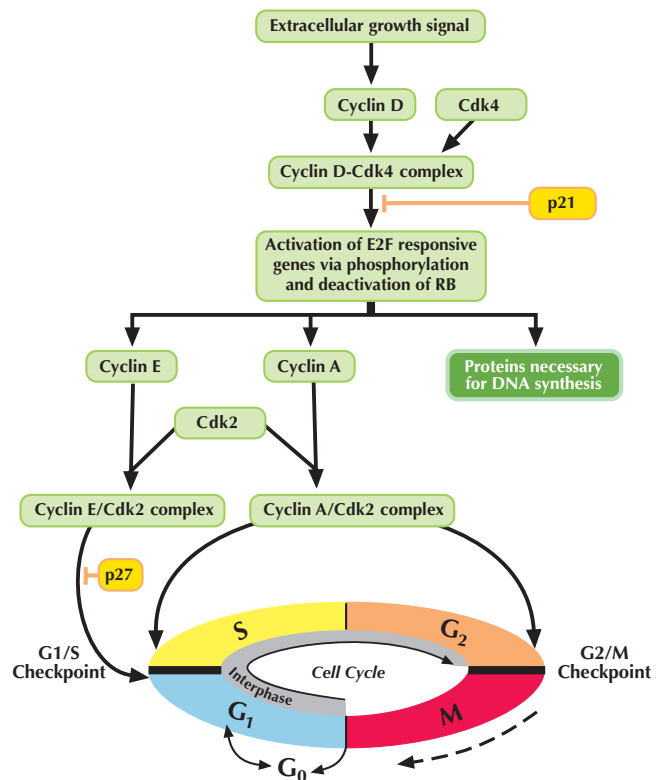 Extracellular growth signal
Cyclin D
Cdk4
Cyclin D-Cdk4 complex
p21
Activation of E2F responsive
genes via phosphorylation
and deactivation of RB
Cyclin E
Cyclin A
Proteins necessary
for DNA synthesis
Cdk2
Cyclin E/Cdk2 complex
Cyclin A/Cdk2 complex
p27
S
G2
G1/S
Checkpoint
Cell Cycle
G2/M
Checkpoint
Interphase
G1
M
G0